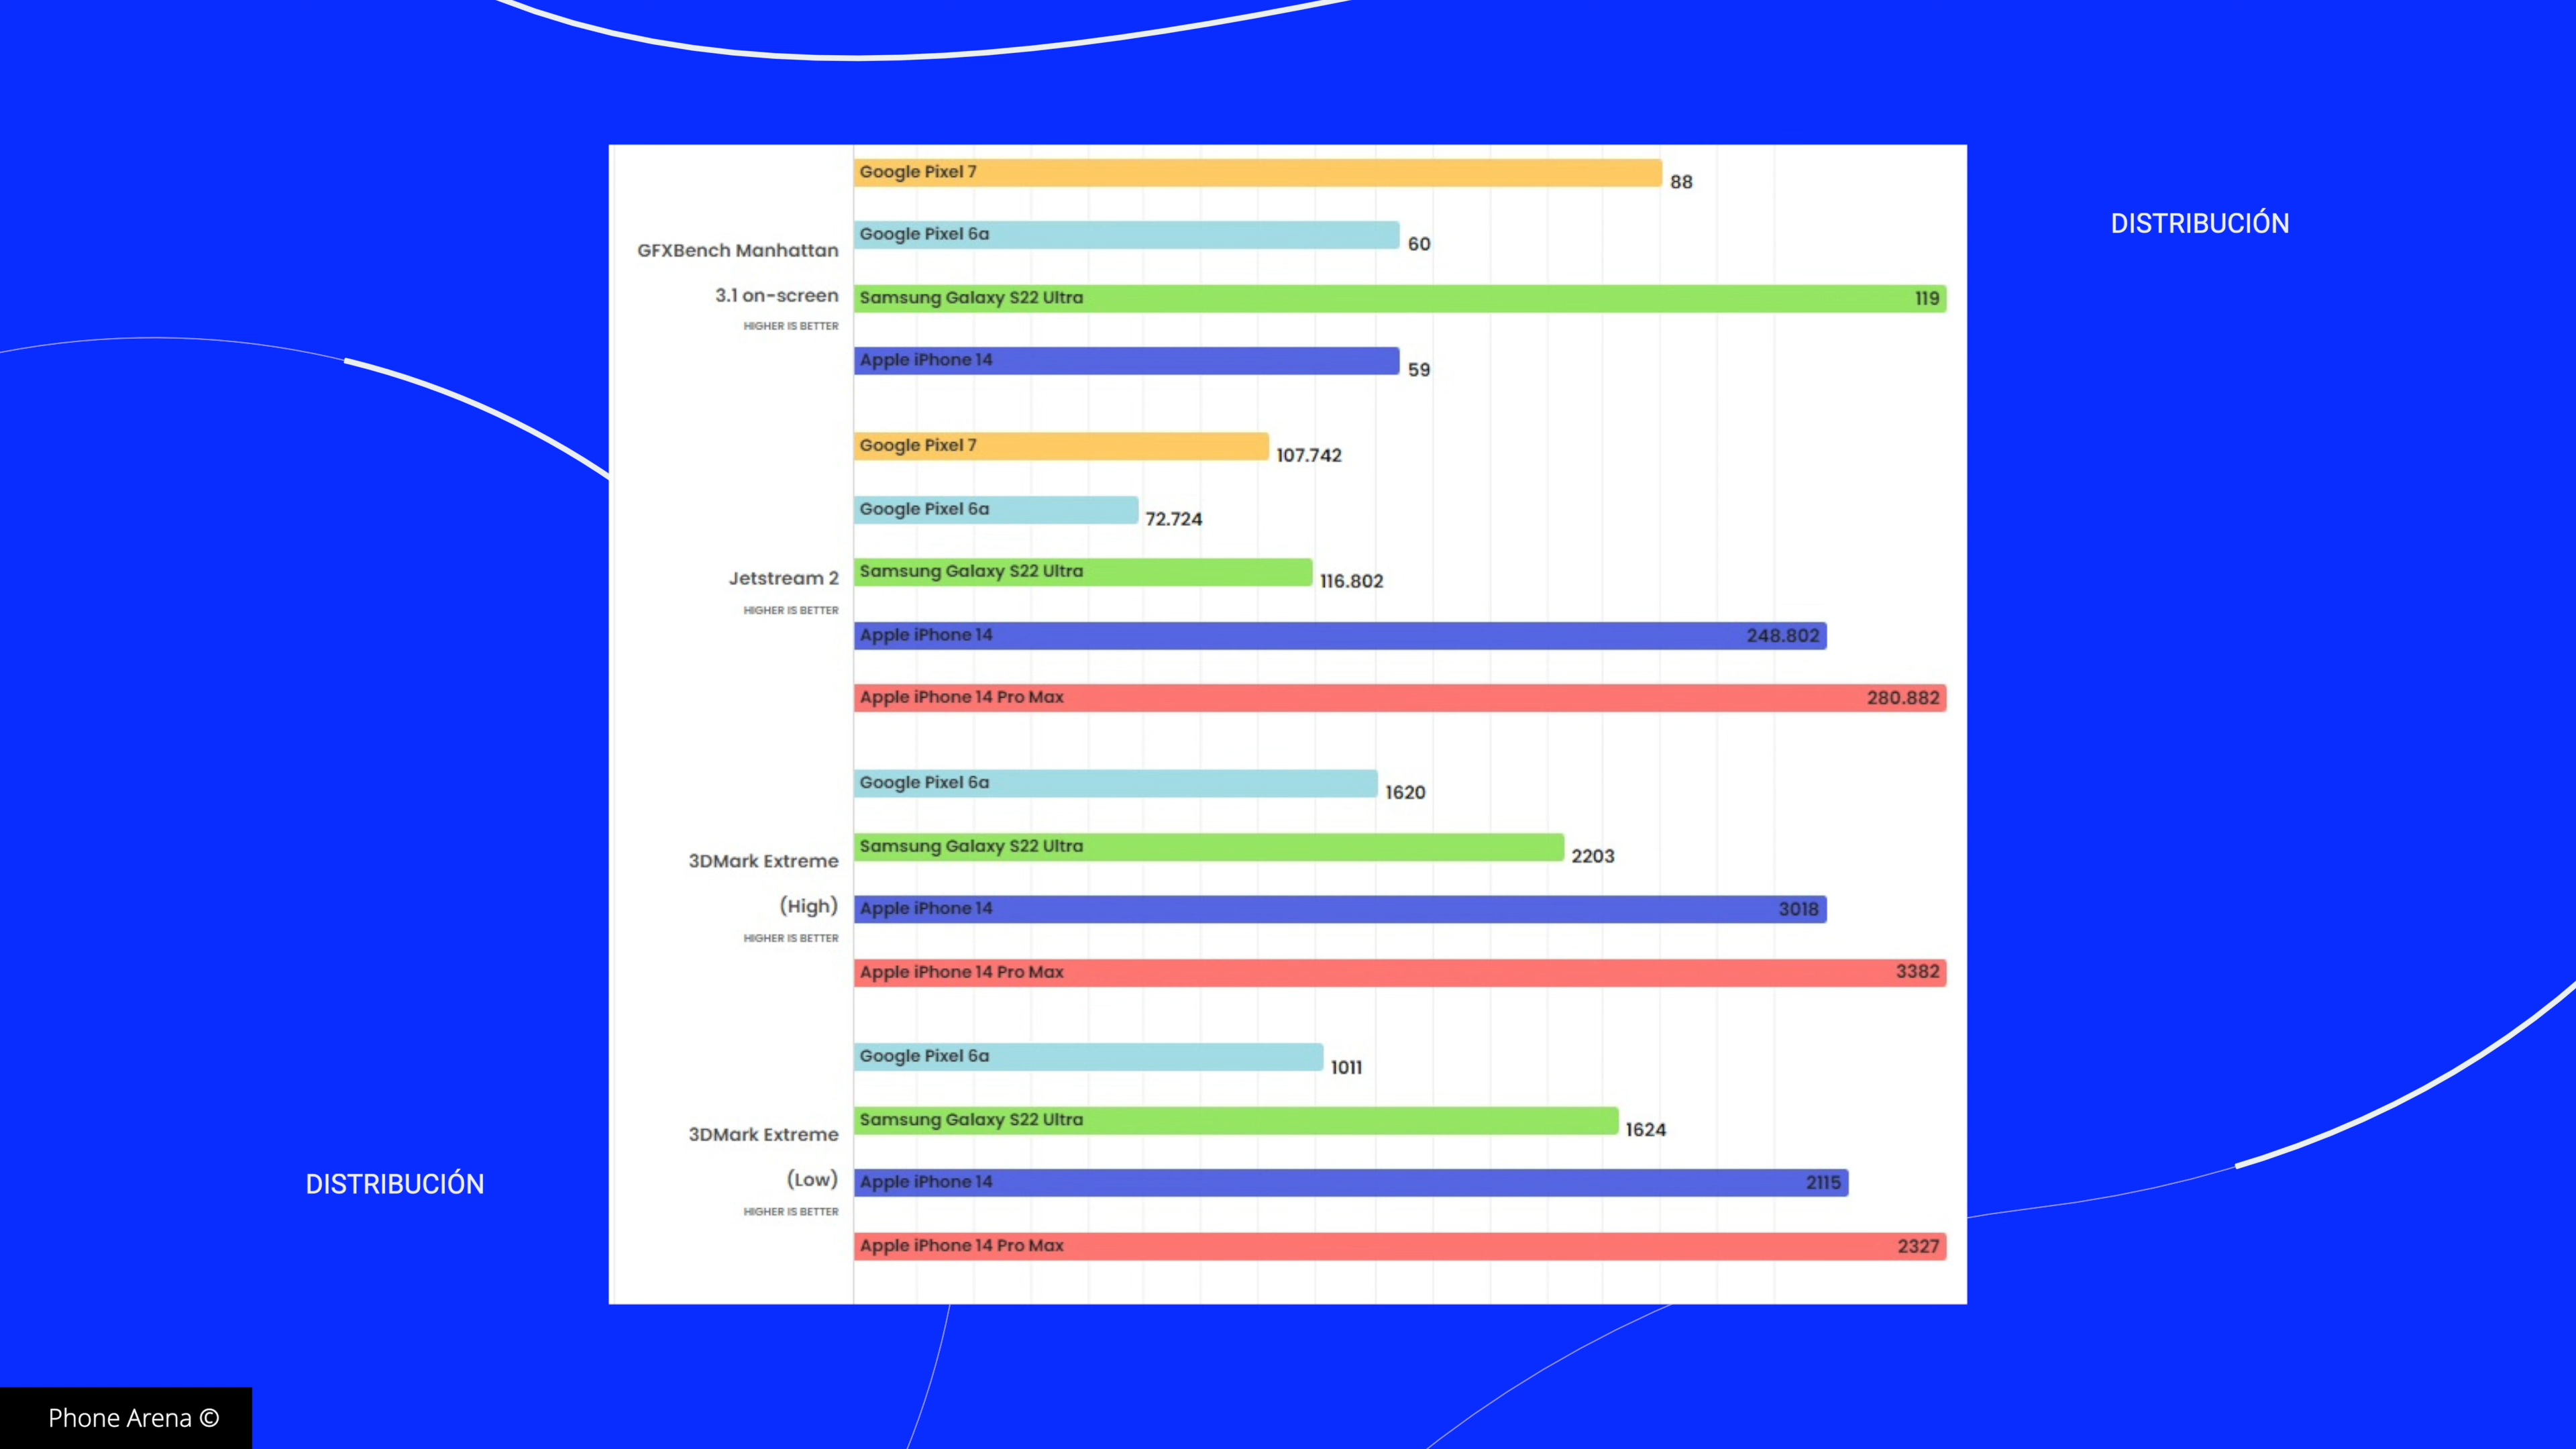 Google Pixel 7
88
Google Pixel 6a
60
GFXBench Manhattan
3.1 on-screen
HIGHER IS BETTER
Samsung Galaxy S22 Ultra
119
Apple iPhone 14
59
Google Pixel 7
107.742
Google Pixel 6a
72.724
Jetstream 2
HIGHER IS BETTER
Samsung Galaxy S22 Ultra
116.802
Apple iPhone 14
248.802
Apple iPhone 14 Pro Max
280.882
Google Pixel 6a
1620
3DMark Extreme
(High)
HIGHER IS BETTER
Samsung Galaxy S22 Ultra
2203
Apple iPhone 14
3018
Apple iPhone 14 Pro Max
3382
Google Pixel 6a
1011
3DMark Extreme
(Low)
HIGHER IS BETTER
Samsung Galaxy S22 Ultra
1624
Apple iPhone 14
2115
Apple iPhone 14 Pro Max
2327
DISTRIBUCIÓN
DISTRIBUCIÓN
Phone Arena ©